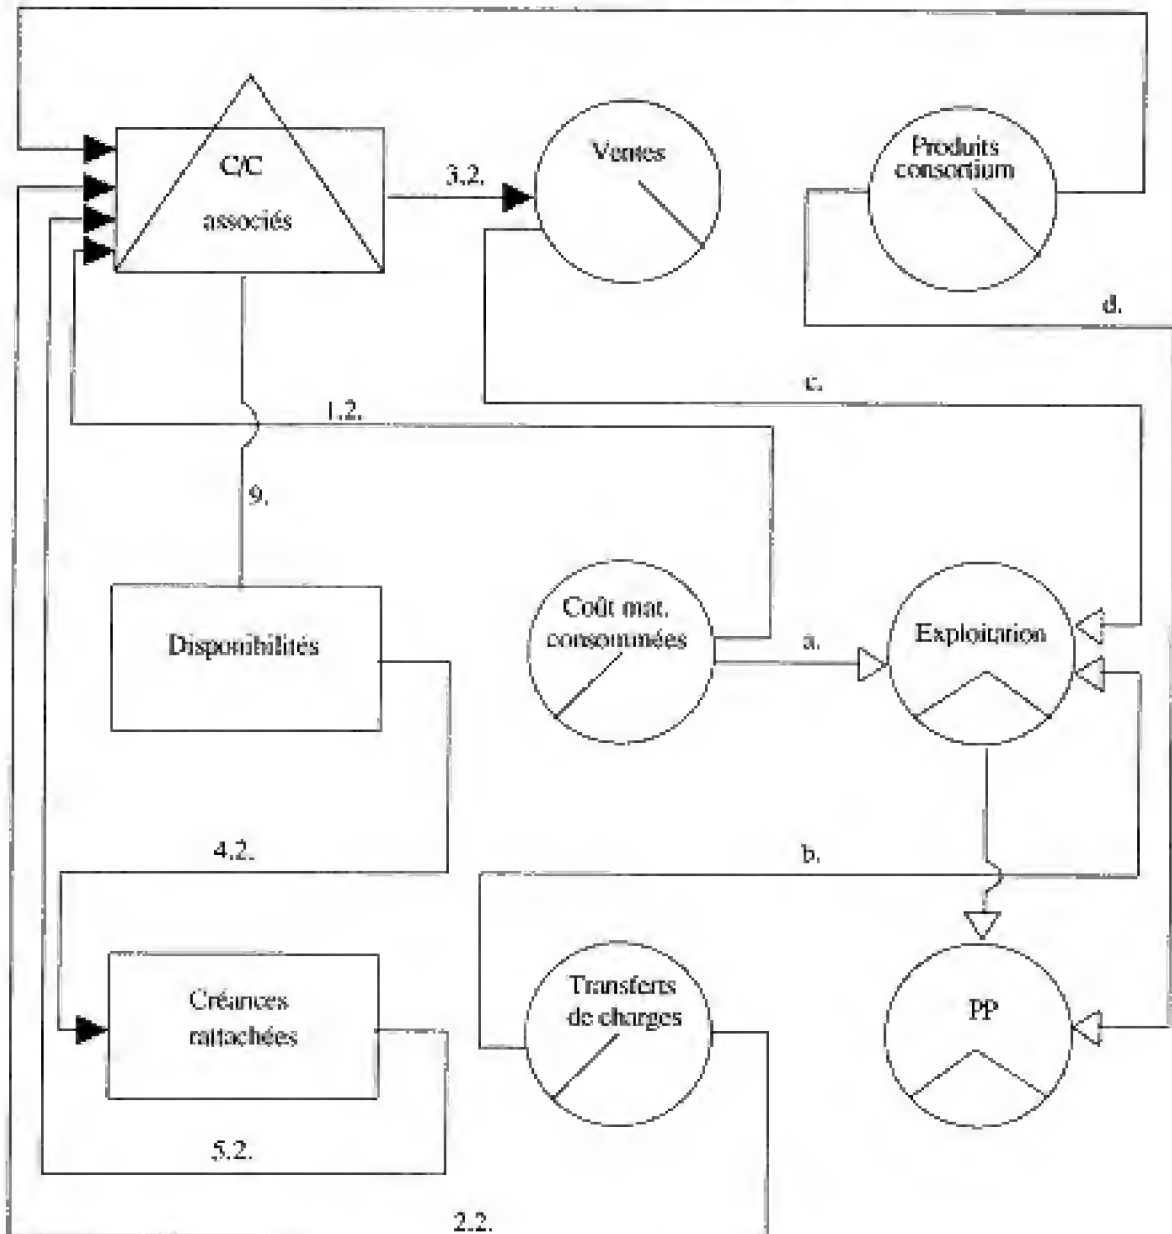 C/C
associés
3.2.
Ventes
Produits
consortium
d.
c.
1.2.
9.
Disponibilités
Coût mat.
consommées
a.
Exploitation
4.2.
b.
Créances
rattachées
Transferts
de charges
PP
5.2.
2.2.